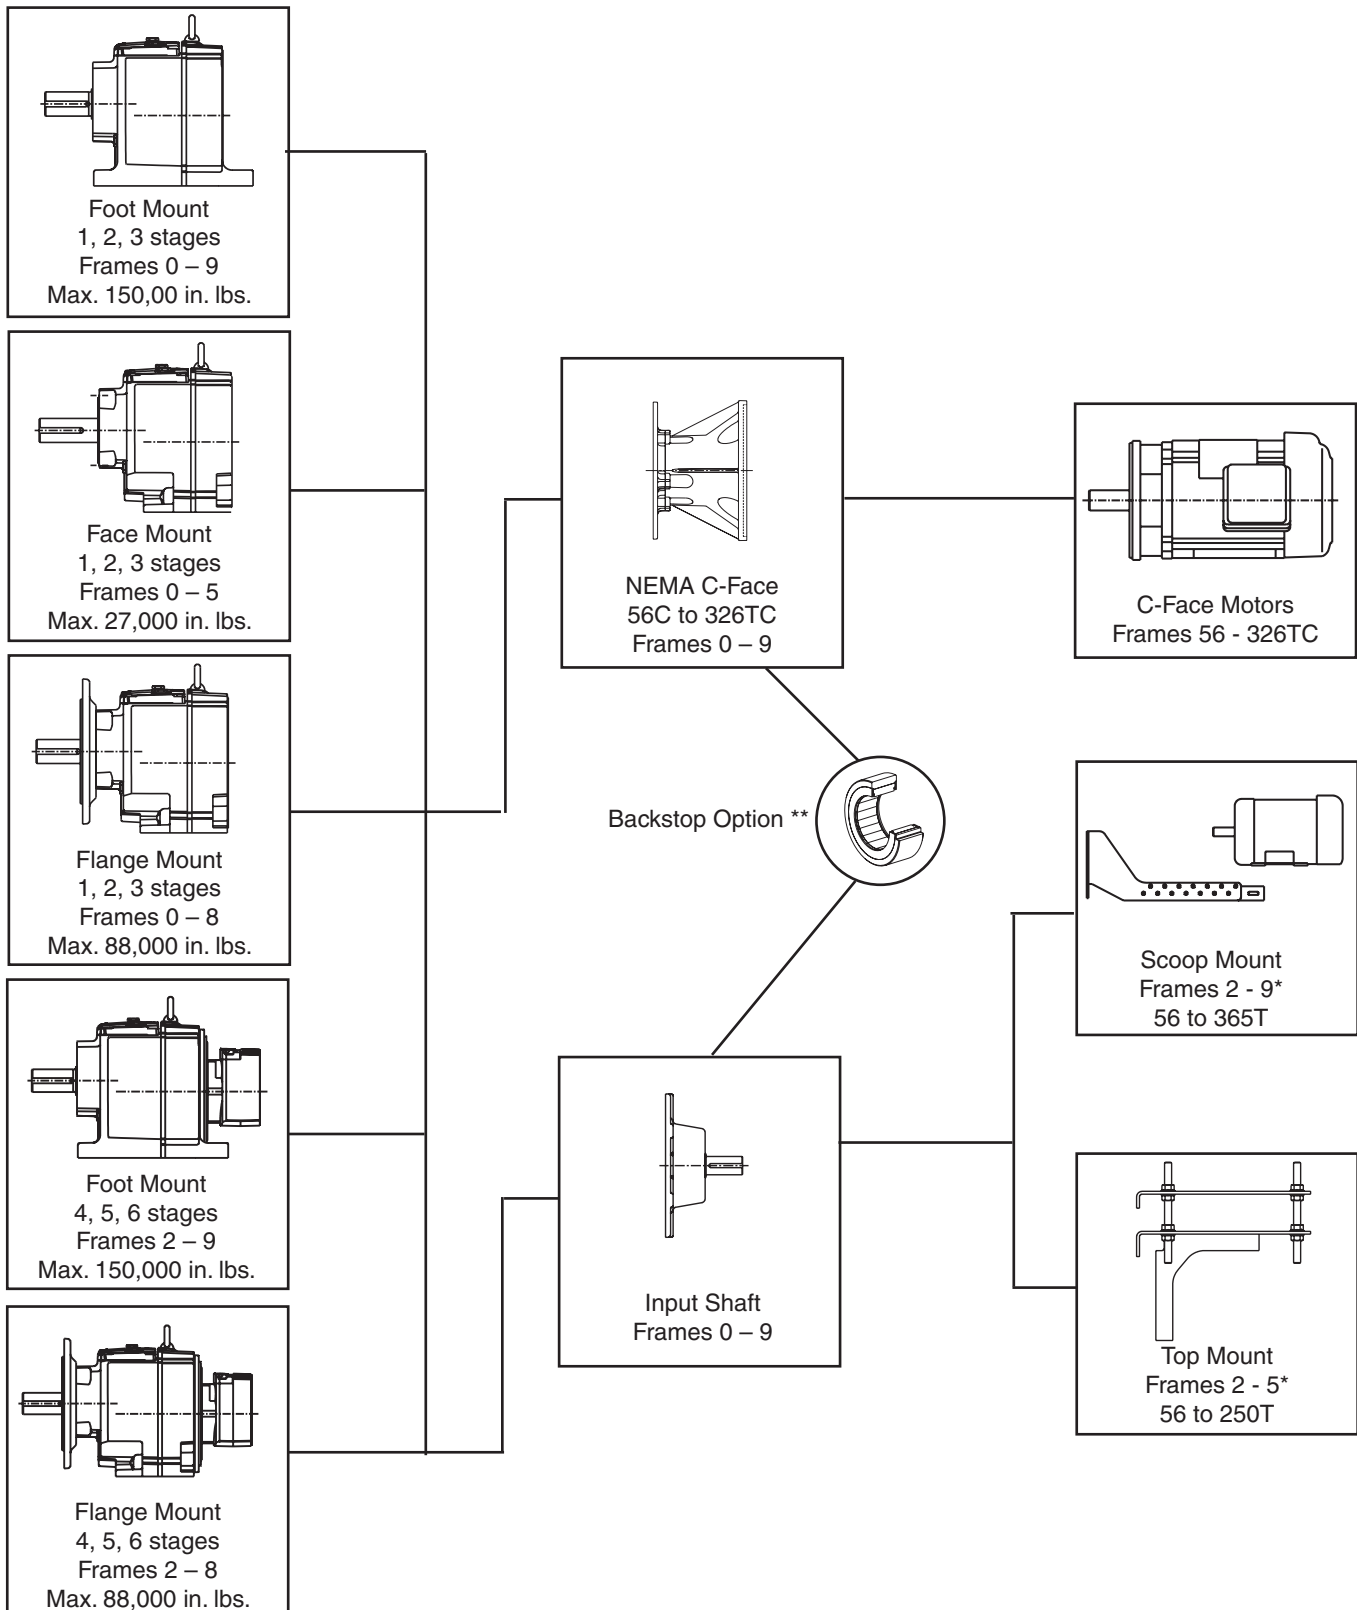 Foot Mount
1, 2, 3 stages
Frames 0 – 9
Max. 150,00 in. lbs.
Face Mount
1, 2, 3 stages
Frames 0 – 5
Max. 27,000 in. lbs.
Flange Mount
1, 2, 3 stages
Frames 0 – 8
Max. 88,000 in. lbs.
Foot Mount
4, 5, 6 stages
Frames 2 – 9
Max. 150,000 in. lbs.
Flange Mount
4, 5, 6 stages
Frames 2 – 8
Max. 88,000 in. lbs.
NEMA C-Face
56C to 326TC
Frames 0 – 9
Backstop Option **
Input Shaft
Frames 0 – 9
C-Face Motors
Frames 56 - 326TC
Scoop Mount
Frames 2 - 9*
56 to 365T
Top Mount
Frames 2 - 5*
56 to 250T